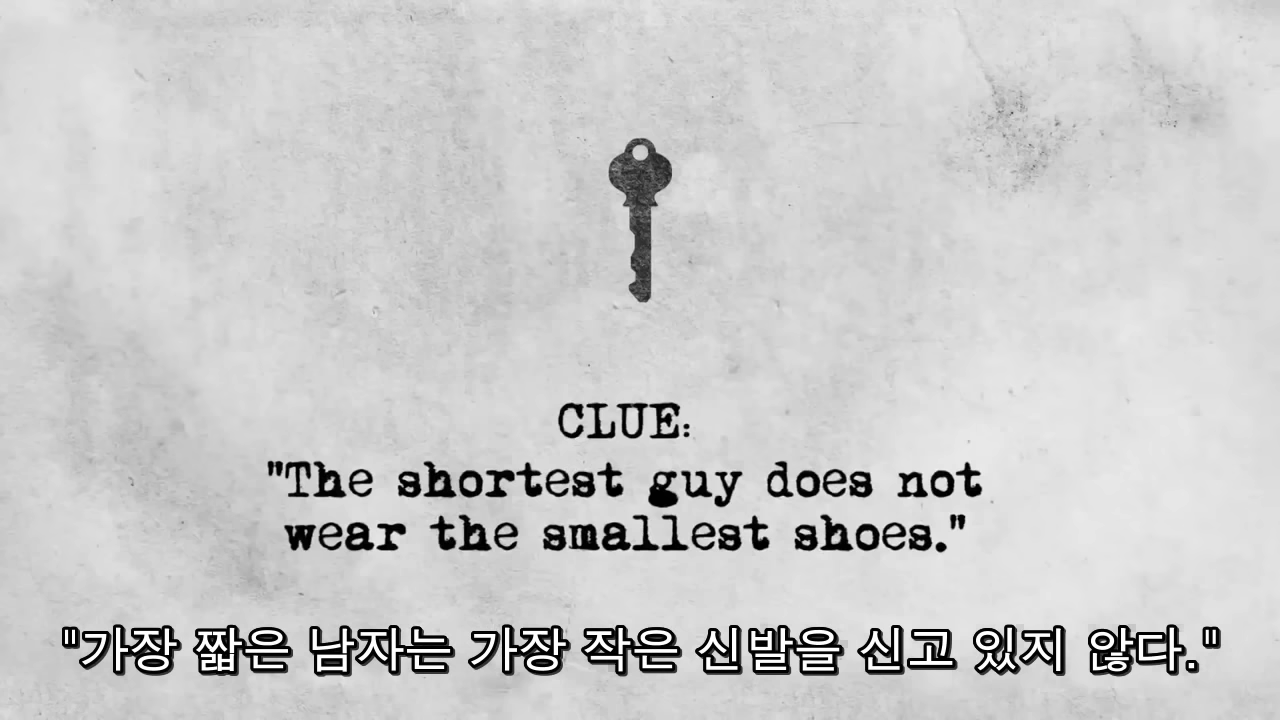 CLUE:
"The shortest guy does not
wear the smallest shoes."
"가장 짧은 남자는 가장 작은 신발을 신고 있지 않다."